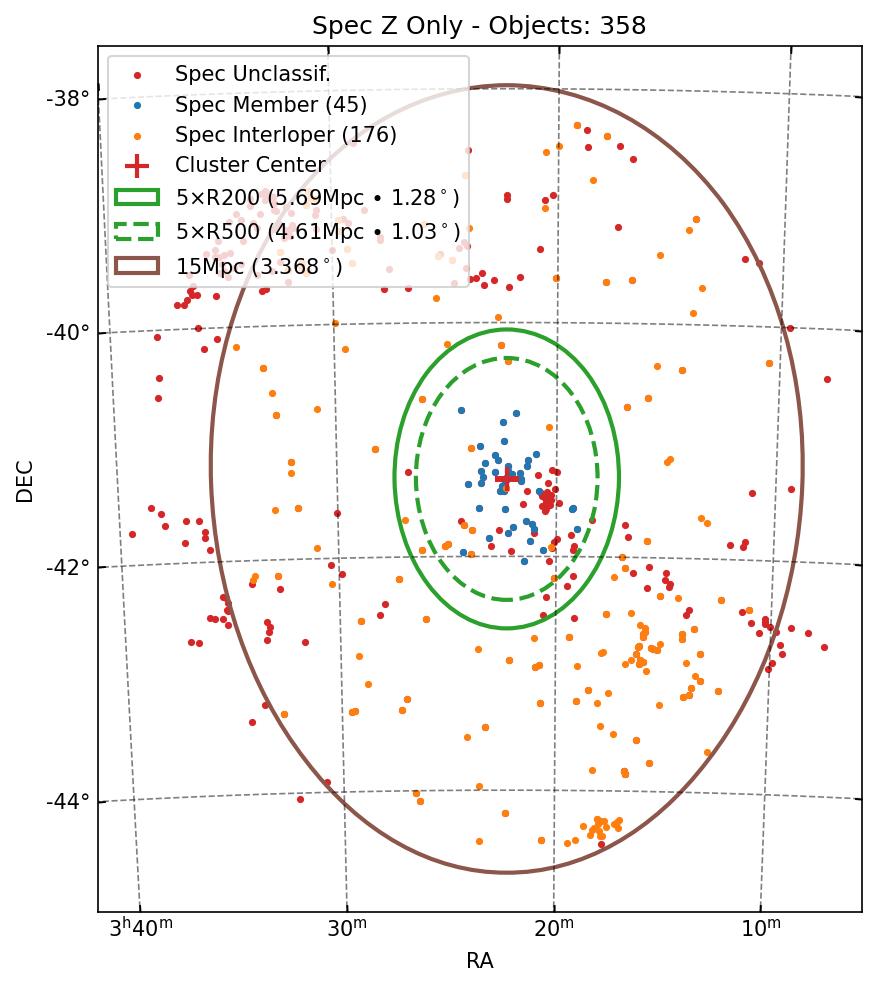 Spec Z Only - Objects: 358
Spec Unclassif.
Spec Member (45)
Spec Interloper (176)
Cluster Center
5×R200 (5.69Mpc • 1.28°)
5×R500 (4.61Mpc • 1.03°)
15Mpc (3.368°)
-38°
-40°
-42°
-44°
DEC
3ʰ40ᵐ 30ᵐ 20ᵐ 10ᵐ
RA